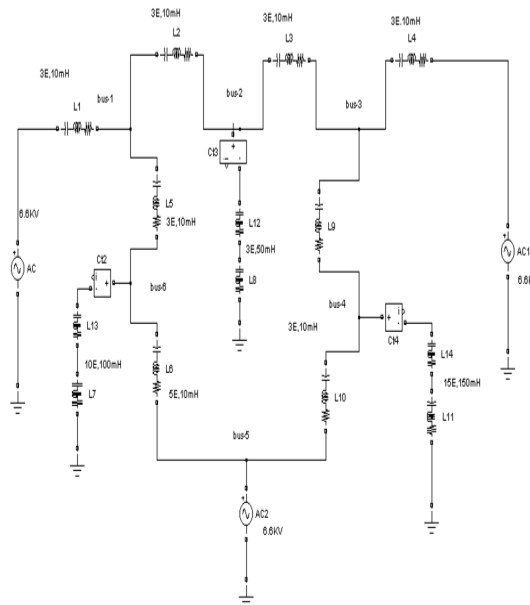 3E,10mH
3E,10mH
3E,10mH
L2
L3
L4
3E,10mH
bus-1
bus-2
bus-3
L1
Ct3
L5
3E,10mH
L12
3E,50mH
L9
6.6KV
AC
Ct2
bus-6
L8
bus-4
AC1
L13
3E,10mH
Ct4
L14
10E,100mH
L6
15E,150mH
L7
5E,10mH
L10
L11
bus-5
AC2
6.6KV